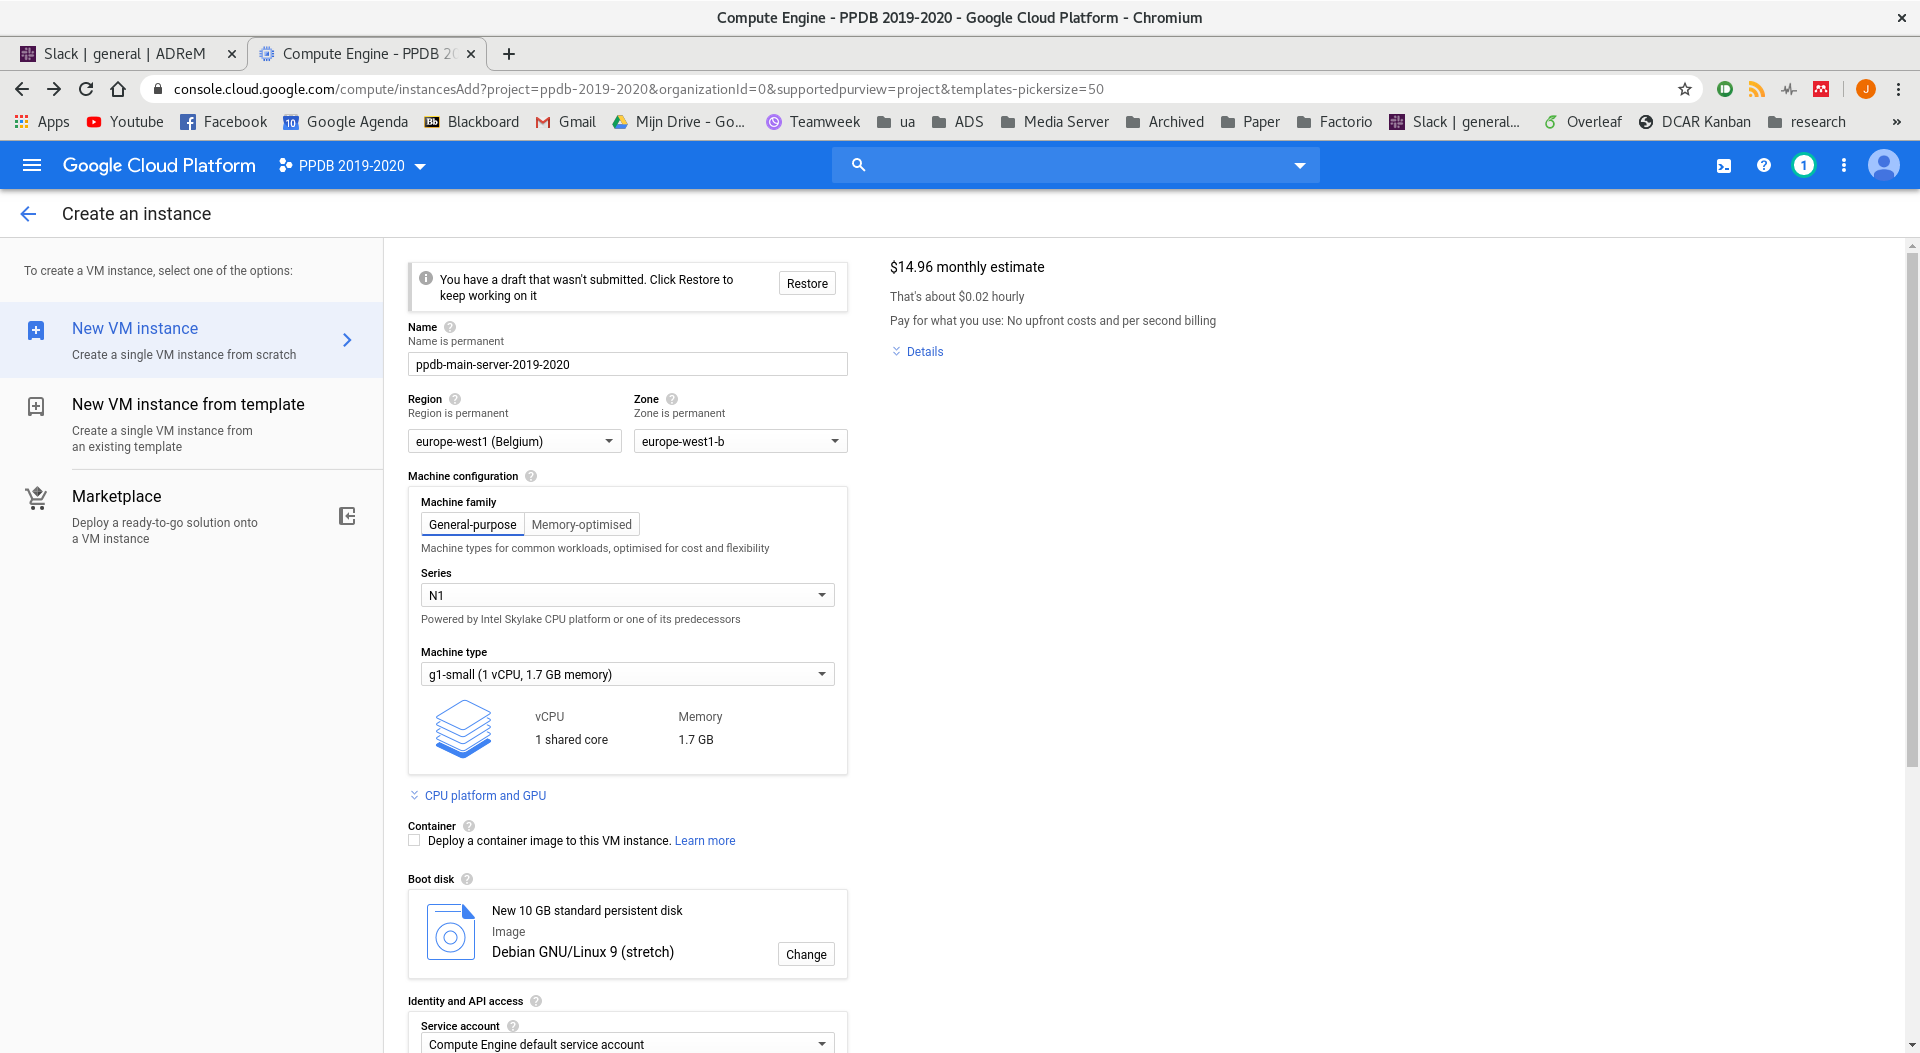 Compute Engine - PPDB 2019-2020 - Google Cloud Platform - Chromium
Slack | general | ADReM
Compute Engine - PPDB 20
console.cloud.google.com/compute/instancesAdd?project=ppdb-2019-2020&organizationId=0&supportedpurview=project&templates-pickersize=50
J
Apps
Youtube
Facebook
10
Google Agenda
Bb
Blackboard
Gmail
Mijn Drive - Go...
Teamweek
ua
ADS
Media Server
Archived
Paper
Factorio
Slack | general...
Overleaf
DCAR Kanban
research
»
Google Cloud Platform
PPDB 2019-2020
1
Create an instance
To create a VM instance, select one of the options:
New VM instance
Create a single VM instance from scratch
New VM instance from template
Create a single VM instance from
an existing template
Marketplace
Deploy a ready-to-go solution onto
a VM instance
You have a draft that wasn't submitted. Click Restore to
keep working on it
Restore
Name
Name is permanent
ppdb-main-server-2019-2020
Region
Region is permanent
europe-west1 (Belgium)
Zone
Zone is permanent
europe-west1-b
Machine configuration
Machine family
General-purpose
Memory-optimised
Machine types for common workloads, optimised for cost and flexibility
Series
N1
Powered by Intel Skylake CPU platform or one of its predecessors
Machine type
g1-small (1 vCPU, 1.7 GB memory)
vCPU
Memory
1 shared core
1.7 GB
CPU platform and GPU
Container
Deploy a container image to this VM instance. Learn more
Boot disk
New 10 GB standard persistent disk
Image
Debian GNU/Linux 9 (stretch)
Change
Identity and API access
Service account
Compute Engine default service account
$14.96 monthly estimate
That's about $0.02 hourly
Pay for what you use: No upfront costs and per second billing
Details